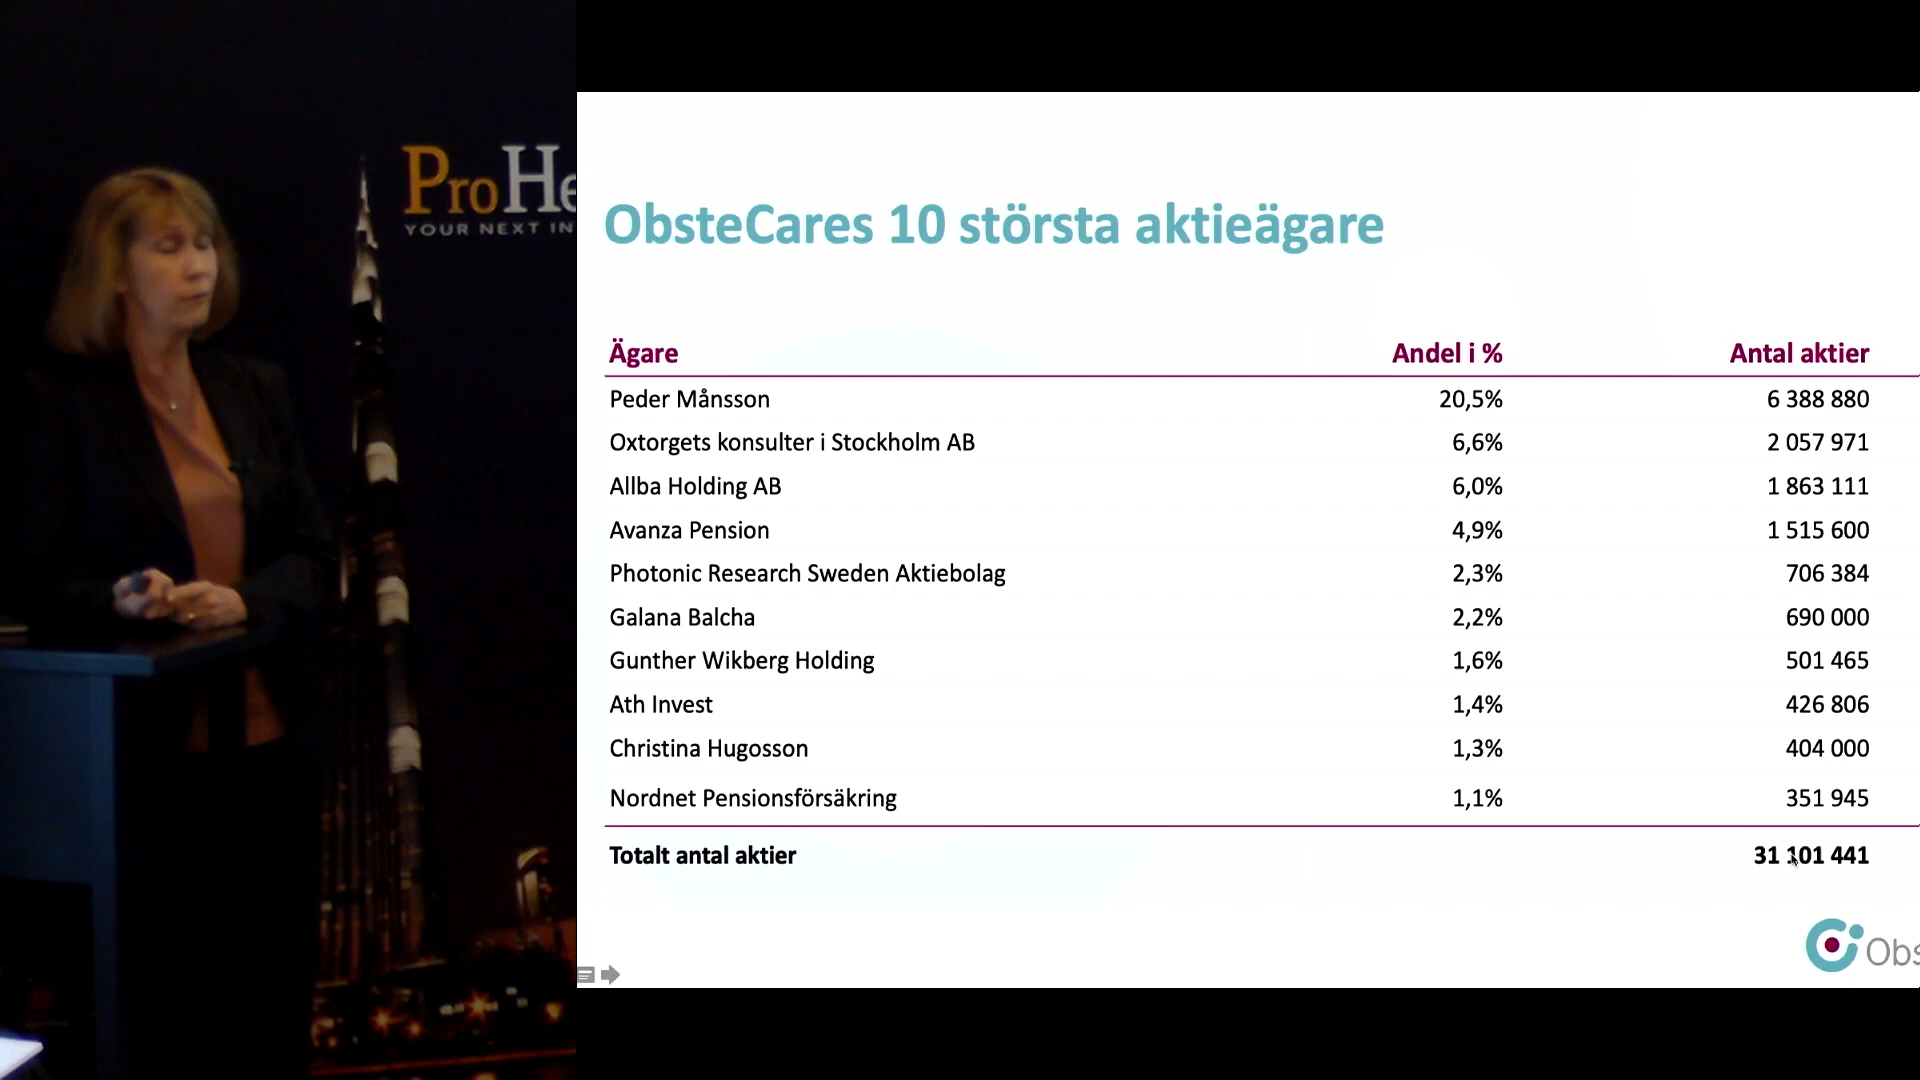 ProHe
YOUR NEXT IN
ObsteCares 10 största aktieägare
Ägare Andel i % Antal aktier
Peder Månsson 20,5% 6 388 880
Oxtorgets konsulter i Stockholm AB 6,6% 2 057 971
Allba Holding AB 6,0% 1 863 111
Avanza Pension 4,9% 1 515 600
Photonic Research Sweden Aktiebolag 2,3% 706 384
Galana Balcha 2,2% 690 000
Gunther Wikberg Holding 1,6% 501 465
Ath Invest 1,4% 426 806
Christina Hugosson 1,3% 404 000
Nordnet Pensionsförsäkring 1,1% 351 945
Totalt antal aktier 31 101 441
Obs